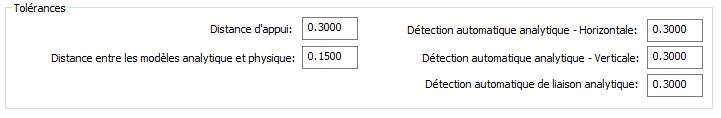 Tolérances
Distance d'appui: 0.3000
Distance entre les modèles analytique et physique: 0.1500
Détection automatique analytique - Horizontale: 0.3000
Détection automatique analytique - Verticale: 0.3000
Détection automatique de liaison analytique: 0.3000